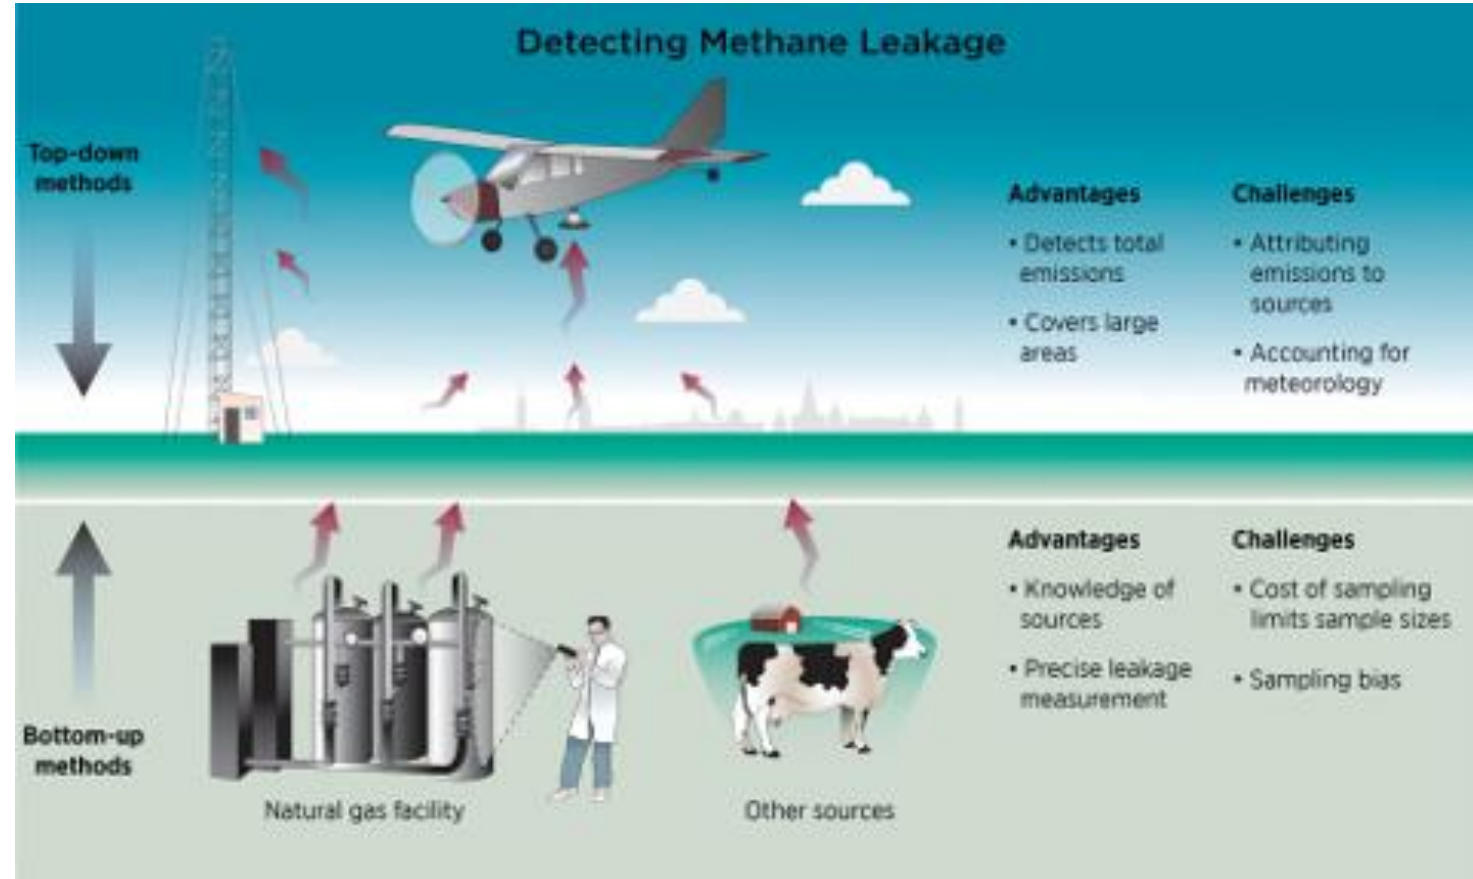 Detecting Methane Leakage
Top-down
methods
Advantages
• Detects total
emissions
• Covers large
areas
Challenges
• Attributing
emissions to
sources
• Accounting for
meteorology
Bottom-up
methods
Advantages
• Knowledge of
sources
• Precise leakage
measurement
Challenges
• Cost of sampling
limits sample sizes
• Sampling bias
Natural gas facility
Other sources